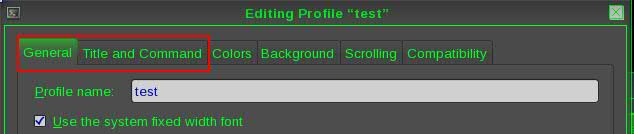 Editing Profile “test”
General Title and Command Colors Background Scrolling Compatibility
Profile name: test
Use the system fixed width font